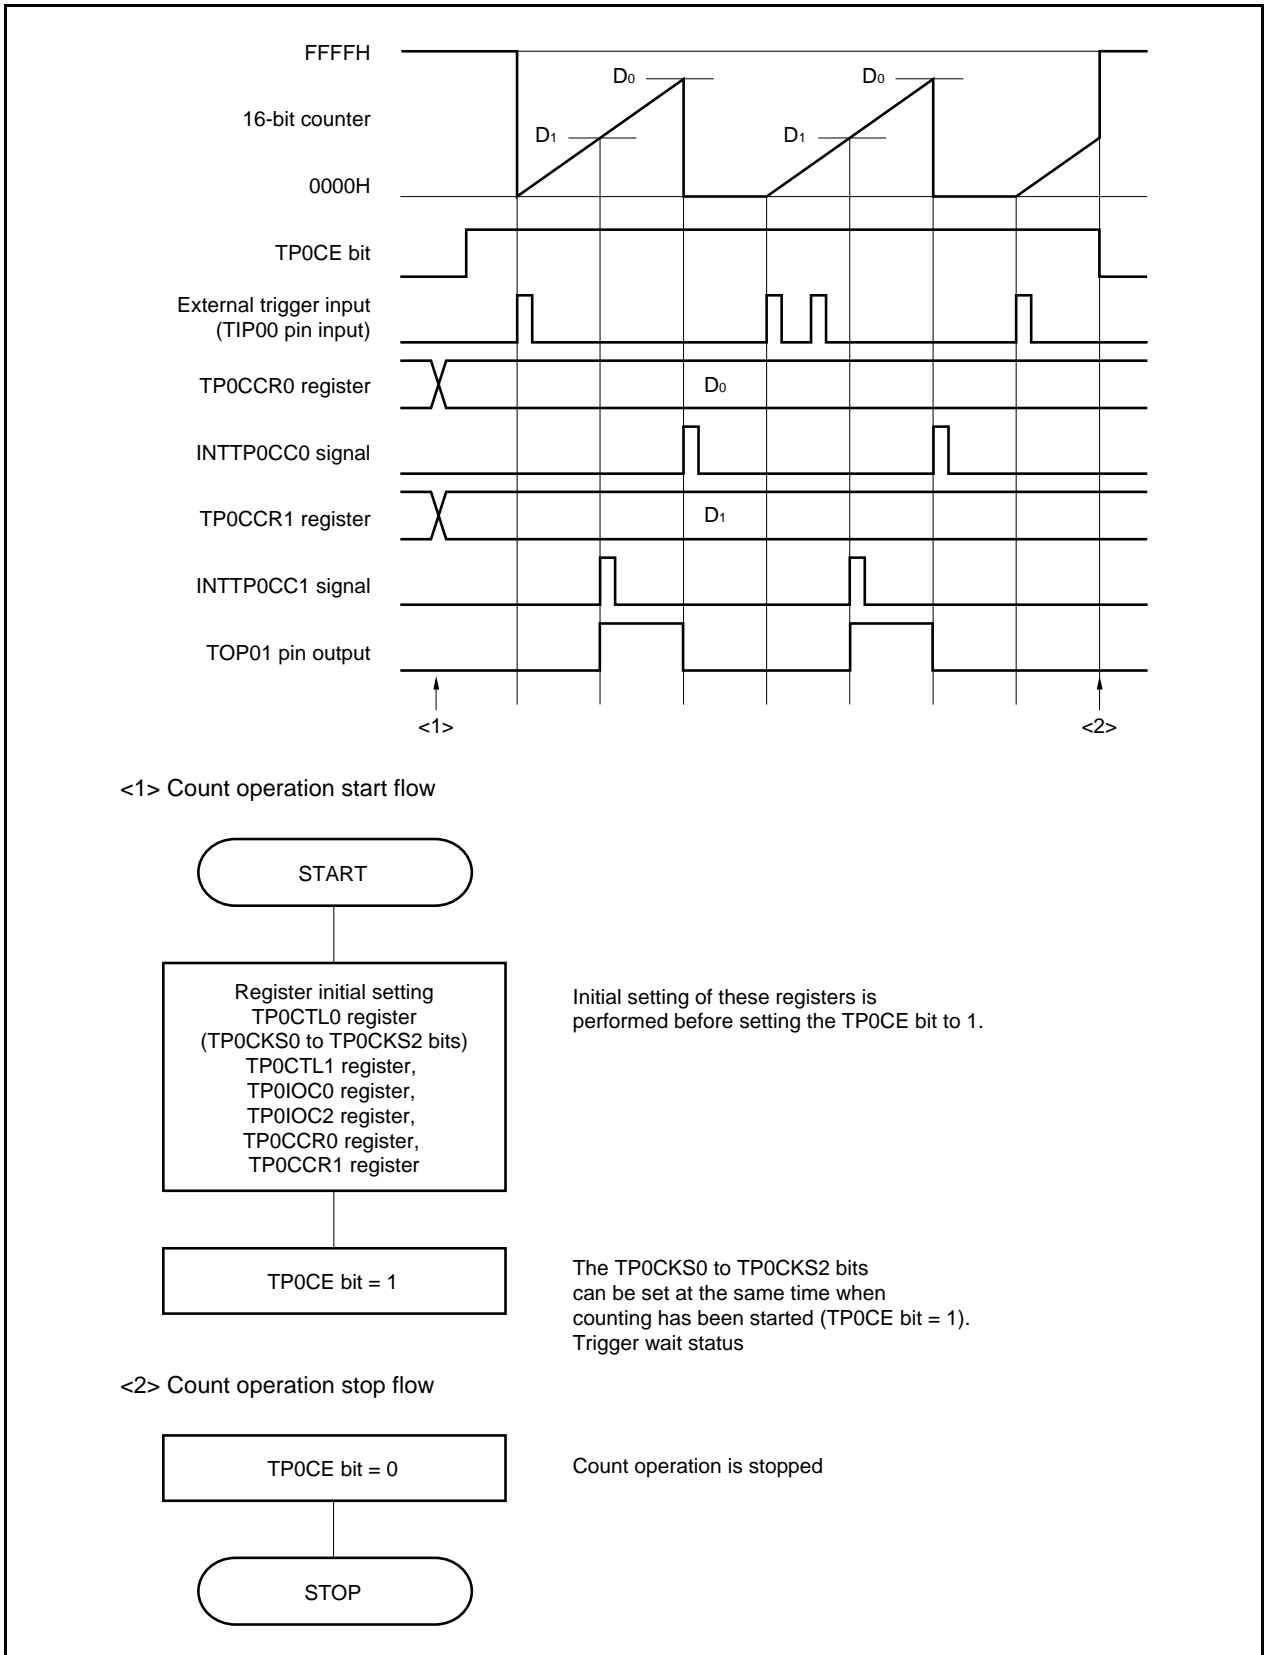 FFFFH
D0
D0
16-bit counter
D1
D1
0000H
TP0CE bit
External trigger input
(TIP00 pin input)
TP0CCR0 register
D0
INTTP0CC0 signal
TP0CCR1 register
D1
INTTP0CC1 signal
TOP01 pin output
<1>
<2>
<1> Count operation start flow
START
Register initial setting
TP0CTL0 register
(TP0CKS0 to TP0CKS2 bits)
TP0CTL1 register,
TP0IOC0 register,
TP0IOC2 register,
TP0CCR0 register,
TP0CCR1 register
Initial setting of these registers is
performed before setting the TP0CE bit to 1.
TP0CE bit = 1
The TP0CKS0 to TP0CKS2 bits
can be set at the same time when
counting has been started (TP0CE bit = 1).
Trigger wait status
<2> Count operation stop flow
TP0CE bit = 0
Count operation is stopped
STOP